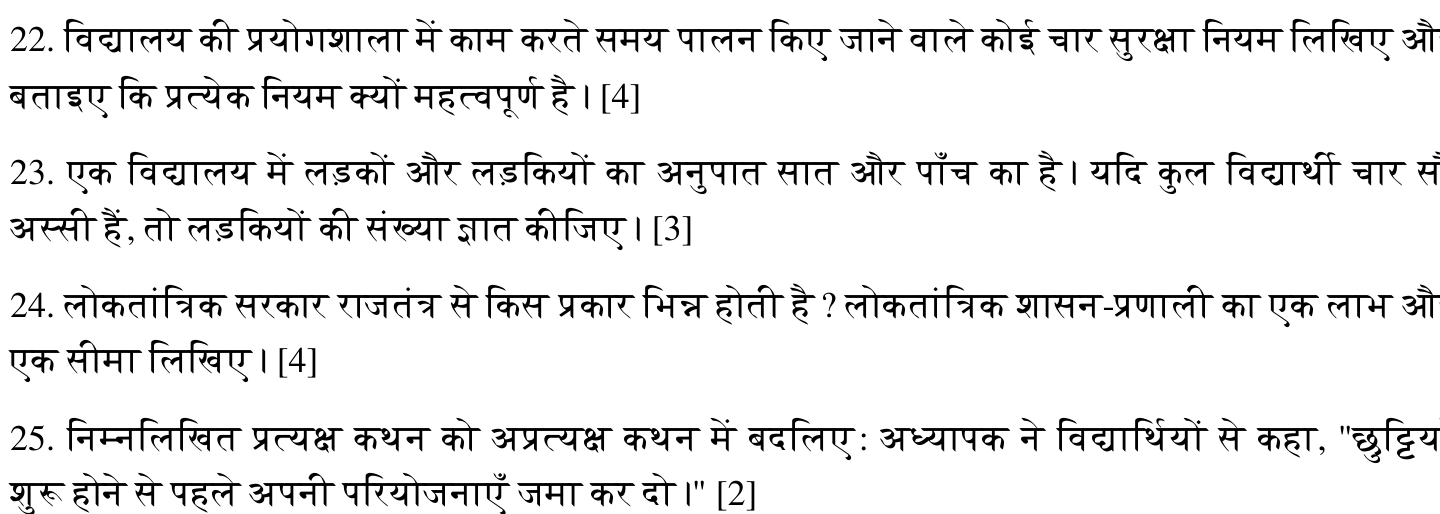 22. विद्यालय की प्रयोगशाला में काम करते समय पालन किए जाने वाले कोई चार सुरक्षा नियम लिखिए
बताइए कि प्रत्येक नियम क्यों महत्वपूर्ण है। [4]
23. एक विद्यालय में लड़कों और लड़कियों का अनुपात सात और पाँच का है। यदि कुल विद्यार्थी चार सौ
अस्सी हैं, तो लड़कियों की संख्या ज्ञात कीजिए। [3]
24. लोकतांत्रिक सरकार राजतंत्र से किस प्रकार भिन्न होती है ? लोकतांत्रिक शासन-प्रणाली का एक लाभ
एक सीमा लिखिए। [4]
25. निम्नलिखित प्रत्यक्ष कथन को अप्रत्यक्ष कथन में बदलिए: अध्यापक ने विद्यार्थियों से कहा,
शुरू होने से पहले अपनी परियोजनाएँ जमा कर दो।" [2]